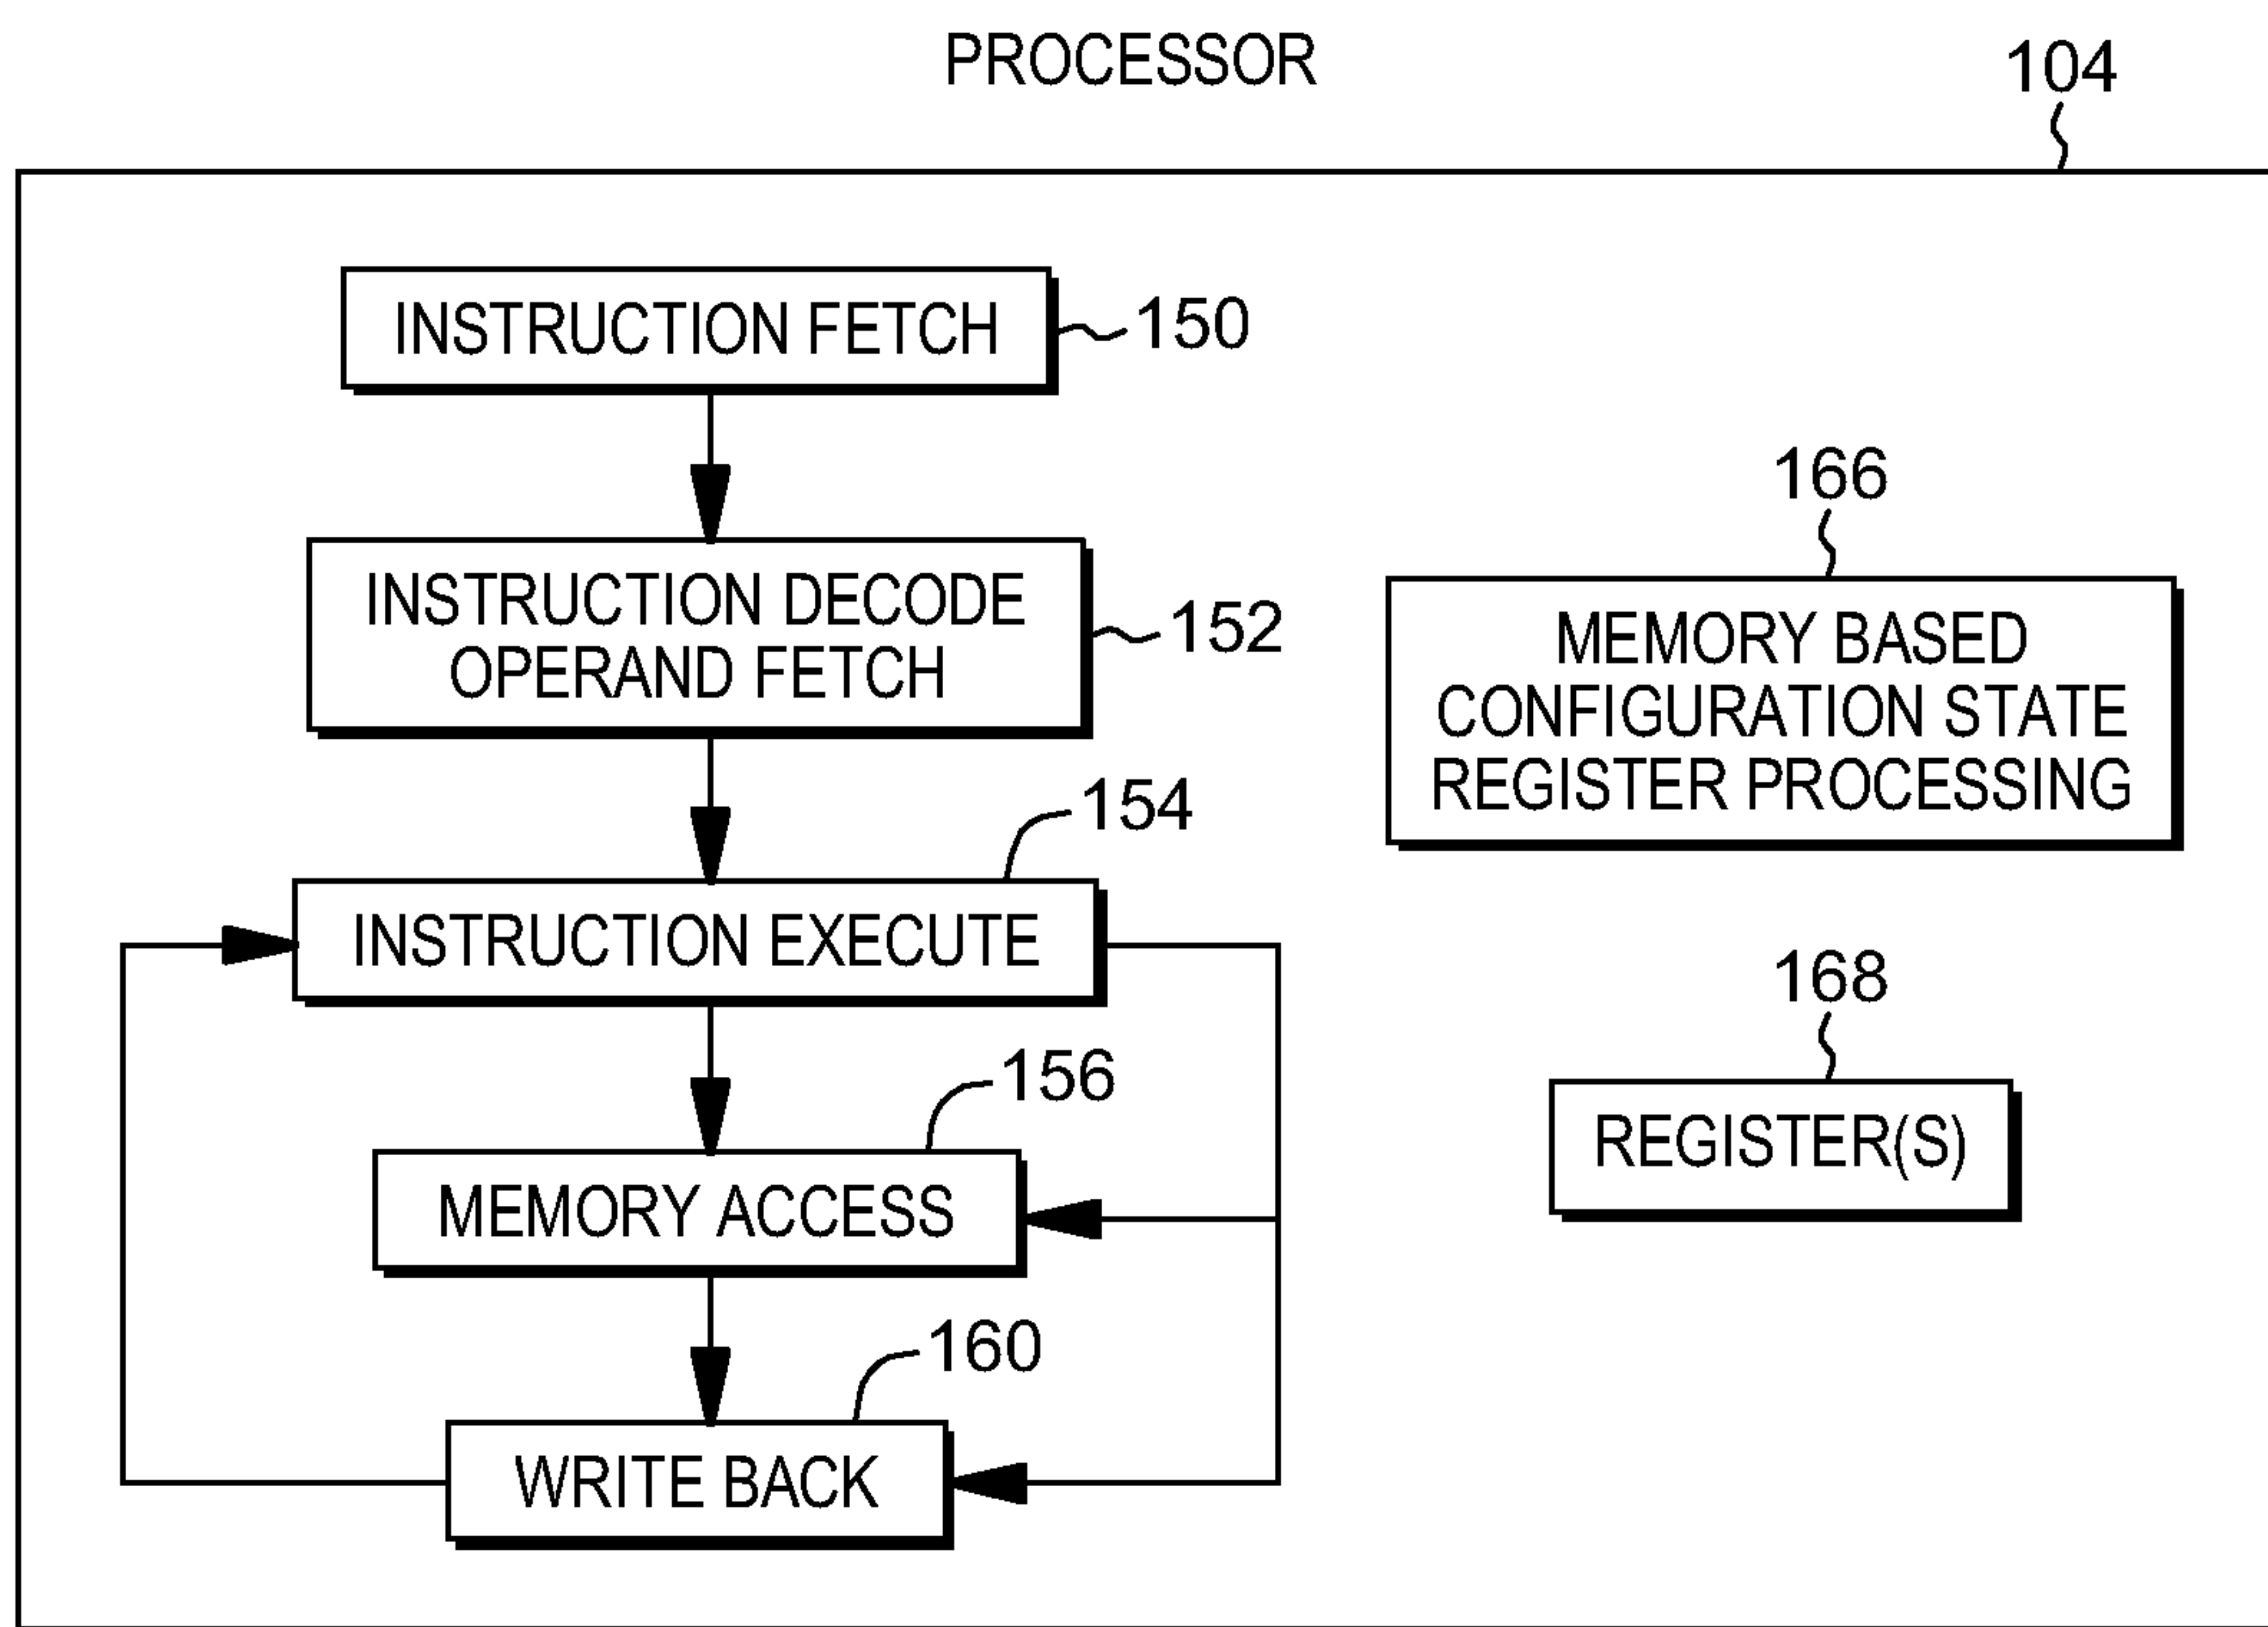 PROCESSOR
104
INSTRUCTION FETCH
150
INSTRUCTION DECODE
OPERAND FETCH
152
154
INSTRUCTION EXECUTE
156
MEMORY ACCESS
160
WRITE BACK
166
MEMORY BASED
CONFIGURATION STATE
REGISTER PROCESSING
168
REGISTER(S)